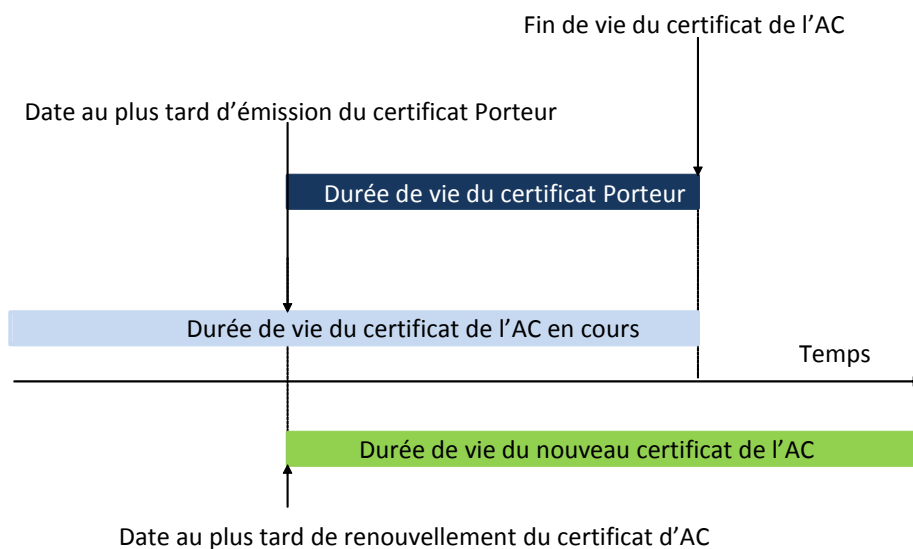 Fin de vie du certificat de l’AC
Date au plus tard d’émission du certificat Porteur
Durée de vie du certificat Porteur
Durée de vie du certificat de l’AC en cours
Temps
Durée de vie du nouveau certificat de l’AC
Date au plus tard de renouvellement du certificat d’AC